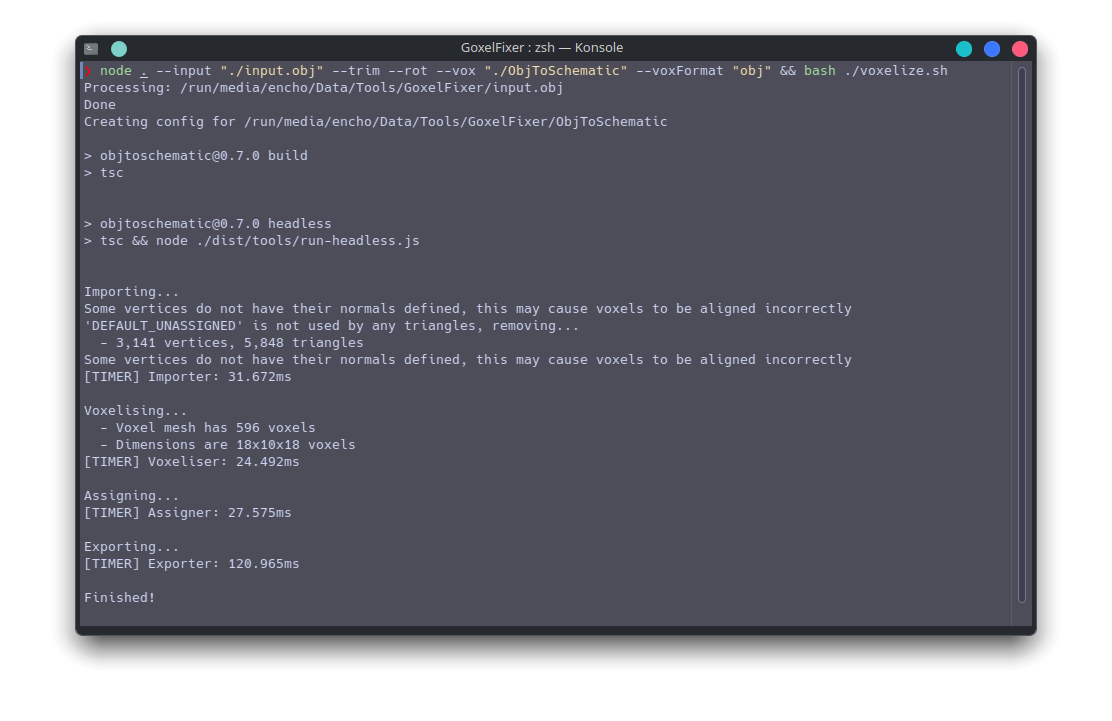 GoxelFixer : zsh — Konsole
node . --input "./input.obj" --trim --rot --vox "./ObjToSchematic" --voxFormat "obj" && bash ./voxelize.sh
Processing: /run/media/encho/Data/Tools/GoxelFixer/input.obj
Done
Creating config for /run/media/encho/Data/Tools/GoxelFixer/ObjToSchematic
> objtoschematic@0.7.0 build
> tsc
> objtoschematic@0.7.0 headless
> tsc && node ./dist/tools/run-headless.js
Importing...
Some vertices do not have their normals defined, this may cause voxels to be aligned incorrectly
'DEFAULT_UNASSIGNED' is not used by any triangles, removing...
- 3,141 vertices, 5,848 triangles
Some vertices do not have their normals defined, this may cause voxels to be aligned incorrectly
[TIMER] Importer: 31.672ms
Voxelising...
- Voxel mesh has 596 voxels
- Dimensions are 18x10x18 voxels
[TIMER] Voxeliser: 24.492ms
Assigning...
[TIMER] Assigner: 27.575ms
Exporting...
[TIMER] Exporter: 120.965ms
Finished!